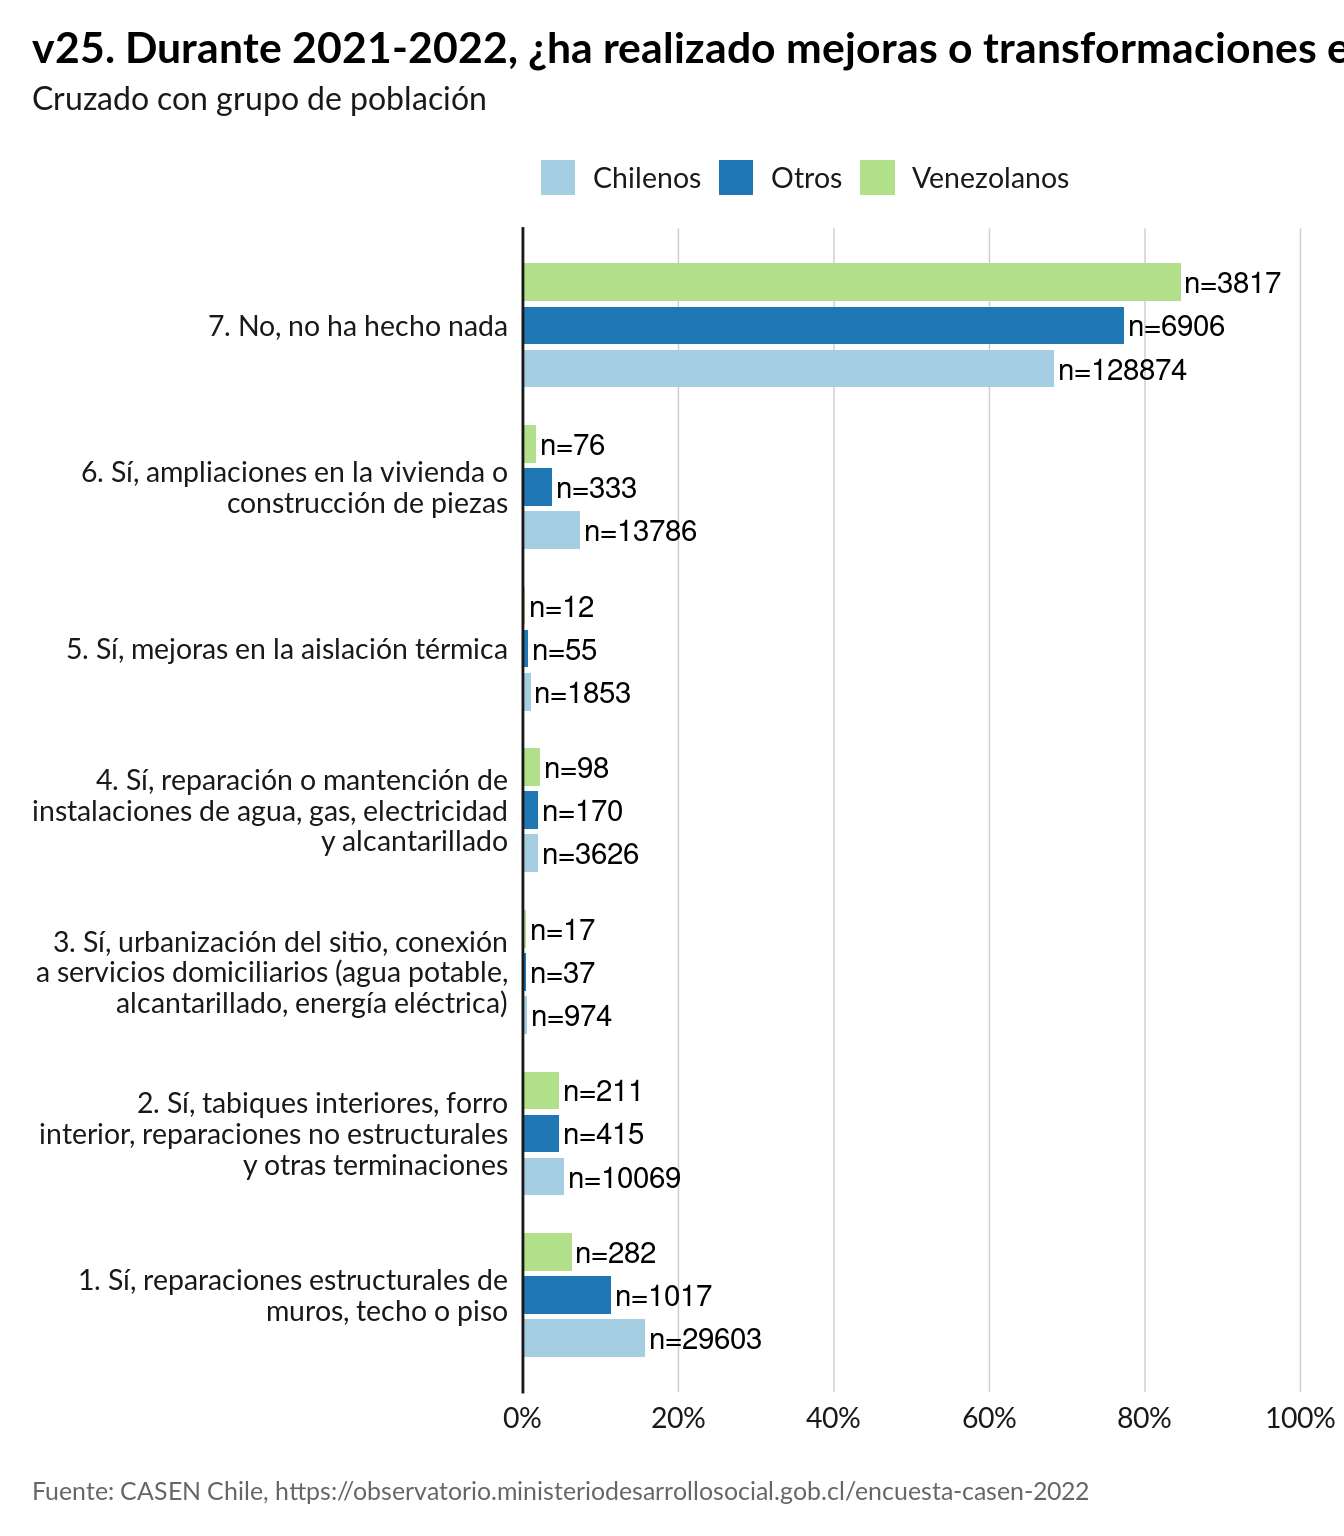 v25. Durante 2021-2022, ¿ha realizado mejoras o transformaciones e
Cruzado con grupo de población
Chilenos Otros Venezolanos
n=3817
7. No, no ha hecho nada
n=6906
n=128874
n=76
6. Sí, ampliaciones en la vivienda o
construcción de piezas
n=333
n=13786
n=12
5. Sí, mejoras en la aislación térmica
n=55
n=1853
n=98
4. Sí, reparación o mantención de
instalaciones de agua, gas, electricidad
y alcantarillado
n=170
n=3626
n=17
3. Sí, urbanización del sitio, conexión
a servicios domiciliarios (agua potable,
alcantarillado, energía eléctrica)
n=37
n=974
n=211
2. Sí, tabiques interiores, forro
interior, reparaciones no estructurales
y otras terminaciones
n=415
n=10069
n=282
1. Sí, reparaciones estructurales de
muros, techo o piso
n=1017
n=29603
0% 20% 40% 60% 80% 100%
Fuente: CASEN Chile, https://observatorio.ministeriodesarrollosocial.gob.cl/encuesta-casen-2022